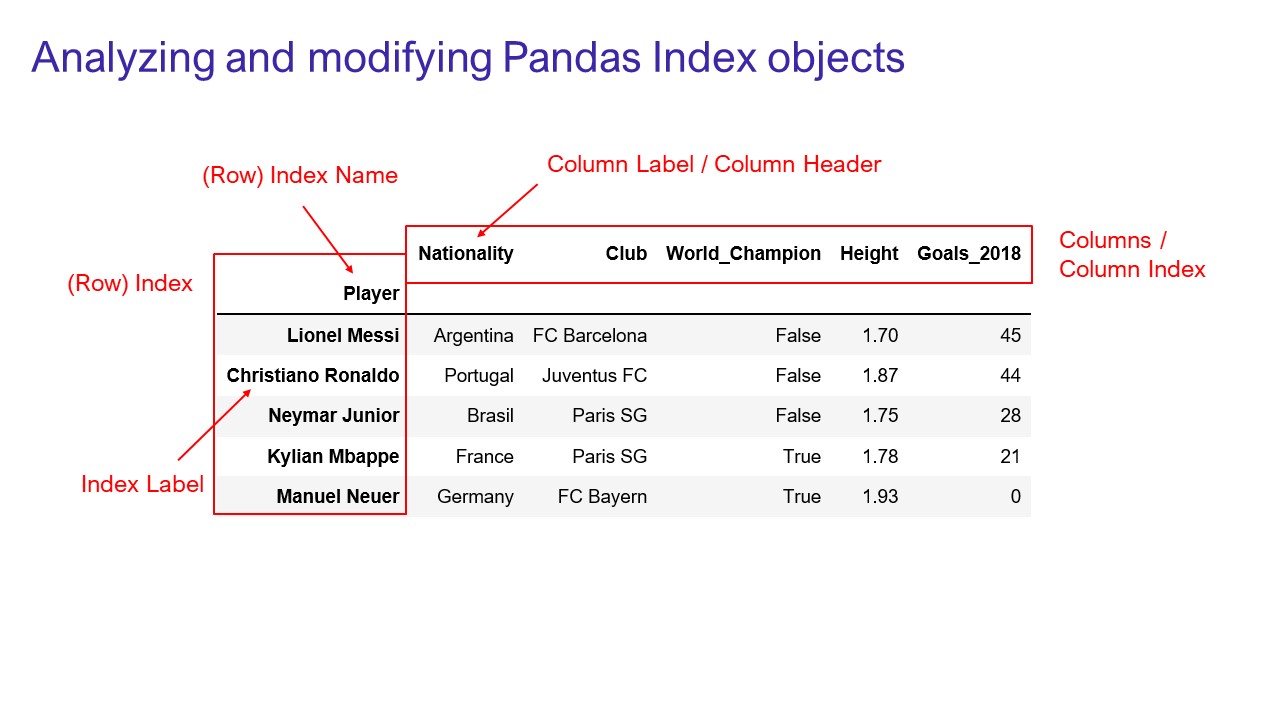 Analyzing and modifying Pandas Index objects
(Row) Index Name
Column Label / Column Header
Columns /
Column Index
(Row) Index
Index Label
Nationality Club World_Champion Height Goals_2018
Player
Lionel Messi Argentina FC Barcelona False 1.70 45
Christiano Ronaldo Portugal Juventus FC False 1.87 44
Neymar Junior Brasil Paris SG False 1.75 28
Kylian Mbappe France Paris SG True 1.78 21
Manuel Neuer Germany FC Bayern True 1.93 0